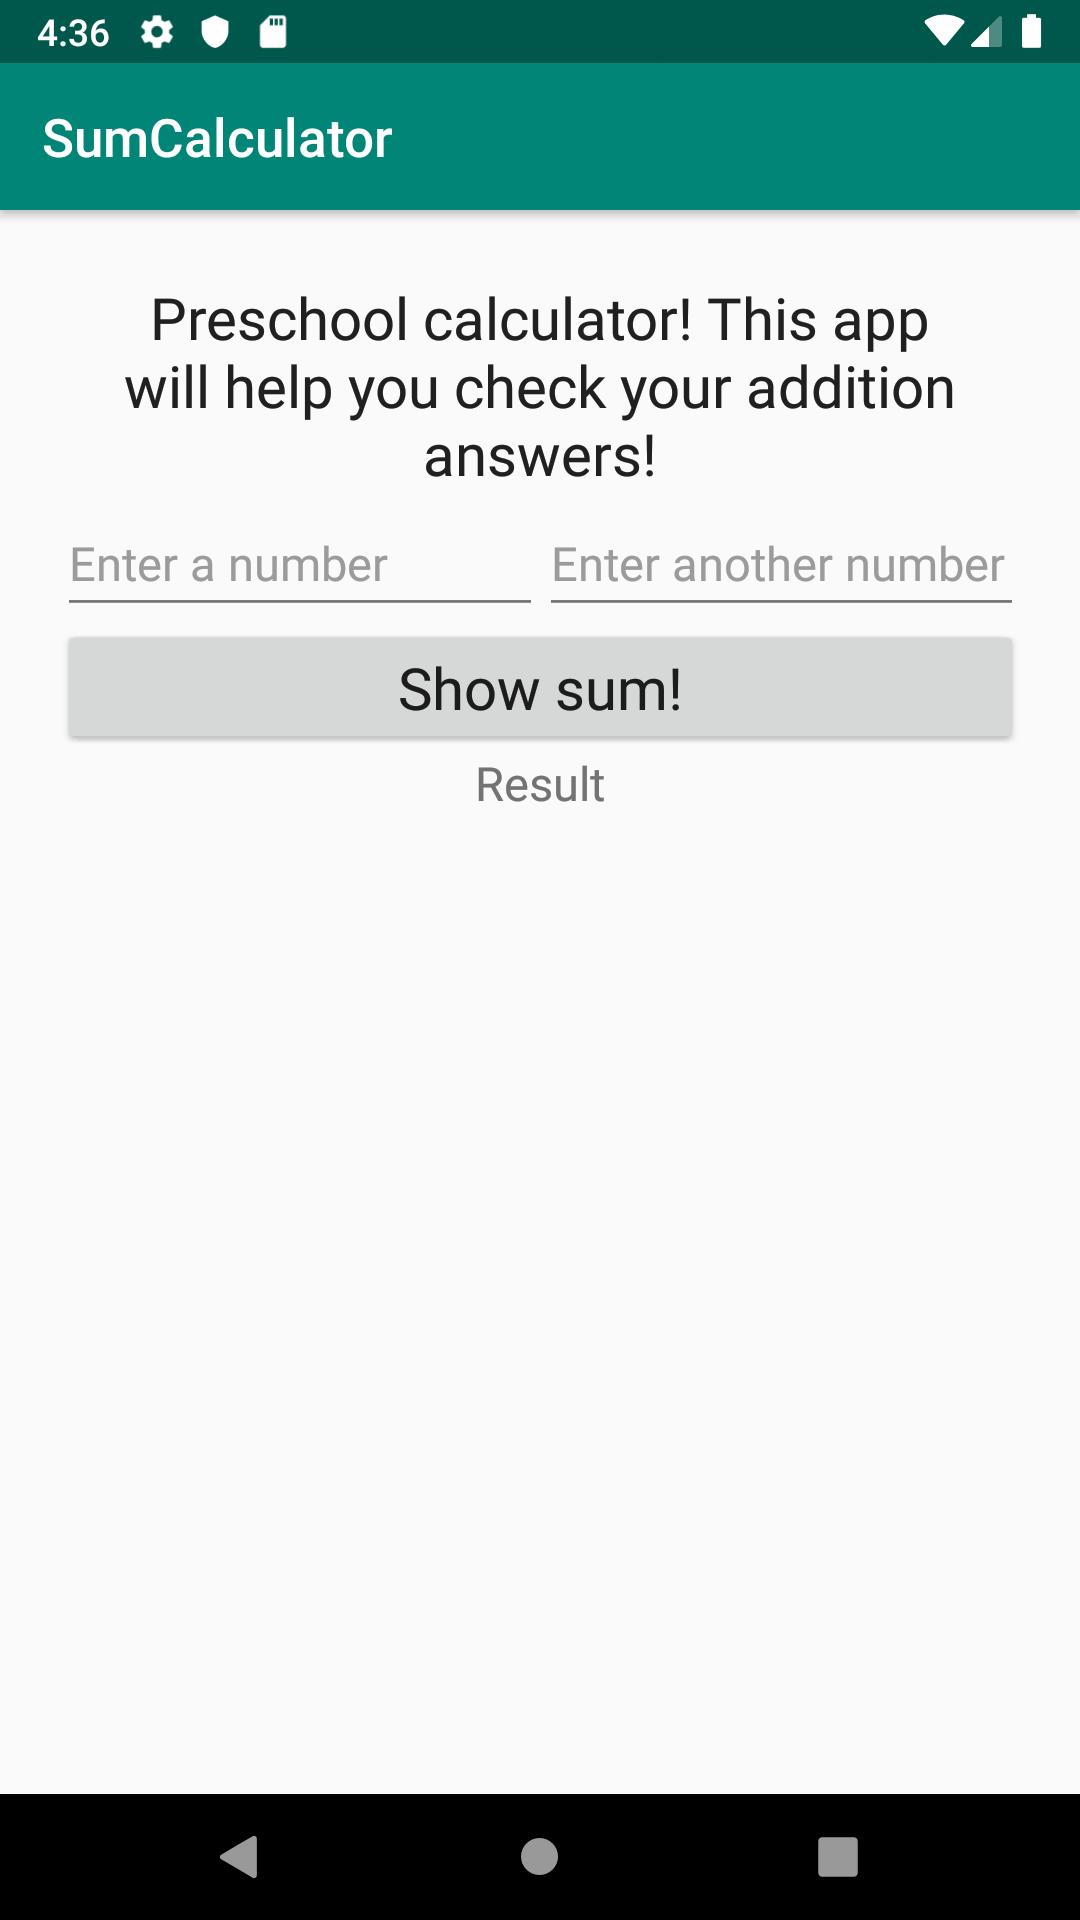 4:36
SumCalculator
Preschool calculator! This app
will help you check your addition
answers!
Enter a number Enter another number
Show sum!
Result